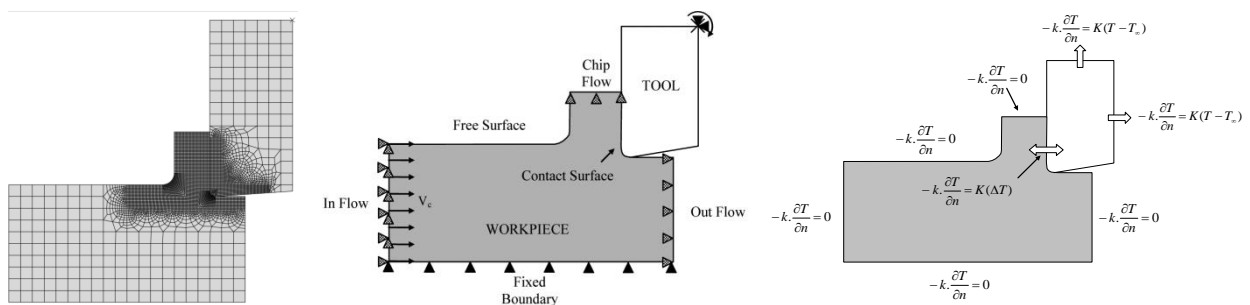 Chip
Flow
TOOL
Free Surface
Contact Surface
In Flow
V_c
Out Flow
WORKPIECE
Fixed
Boundary
-k.∂T/∂n = K(T-T_∞)
-k.∂T/∂n = 0
-k.∂T/∂n = K(T-T_∞)
-k.∂T/∂n = 0
-k.∂T/∂n = K(ΔT)
-k.∂T/∂n = 0
-k.∂T/∂n = 0
-k.∂T/∂n = 0